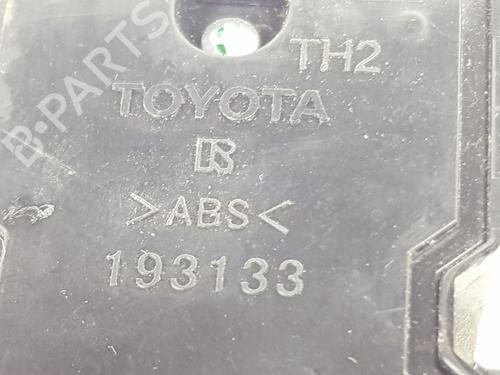 TH2
TOYOTA
>ABS<
193133
B-PARTS